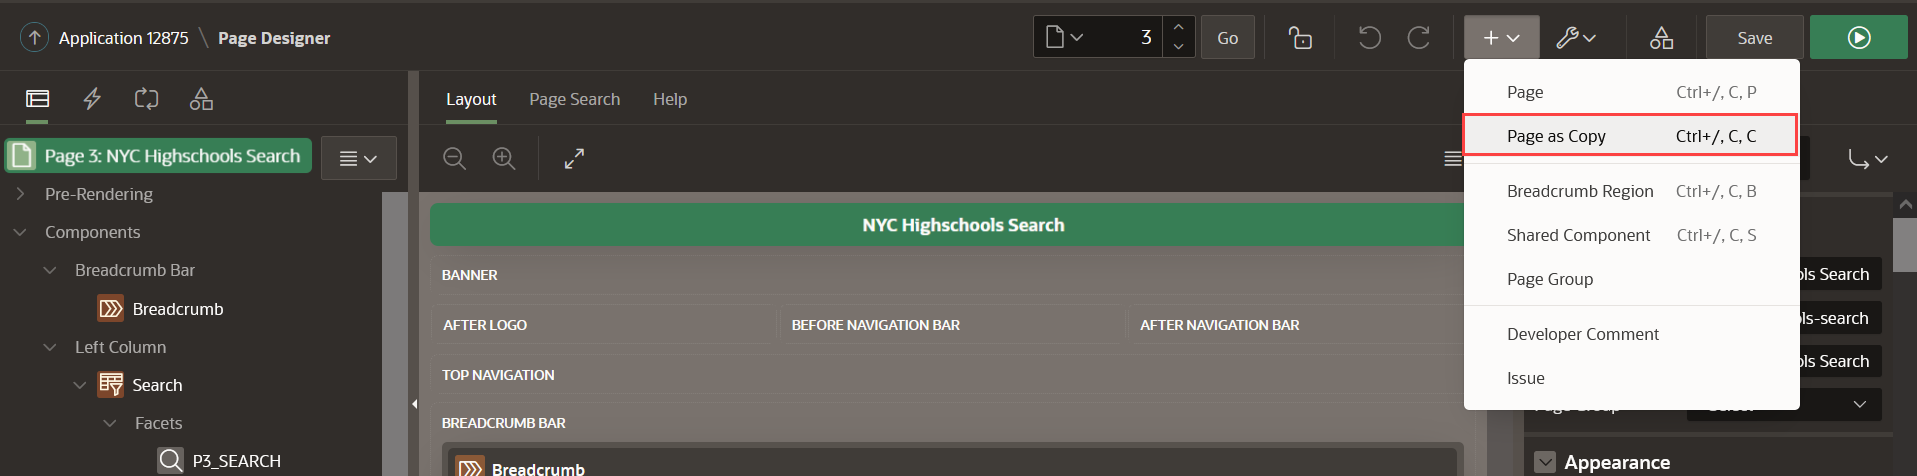 Application 12875 \ Page Designer
3
Go
Save
Layout
Page Search
Help
Page 3: NYC Highschools Search
Pre-Rendering
Components
Breadcrumb Bar
Breadcrumb
Left Column
Search
Facets
P3_SEARCH
NYC Highschools Search
BANNER
AFTER LOGO
BEFORE NAVIGATION BAR
AFTER NAVIGATION BAR
TOP NAVIGATION
BREADCRUMB BAR
Breadcrumb
Page Ctrl+/, C, P
Page as Copy Ctrl+/, C, C
Breadcrumb Region Ctrl+/, C, B
Shared Component Ctrl+/, C, S
Page Group
Developer Comment
Issue
Search
search
Search
Appearance